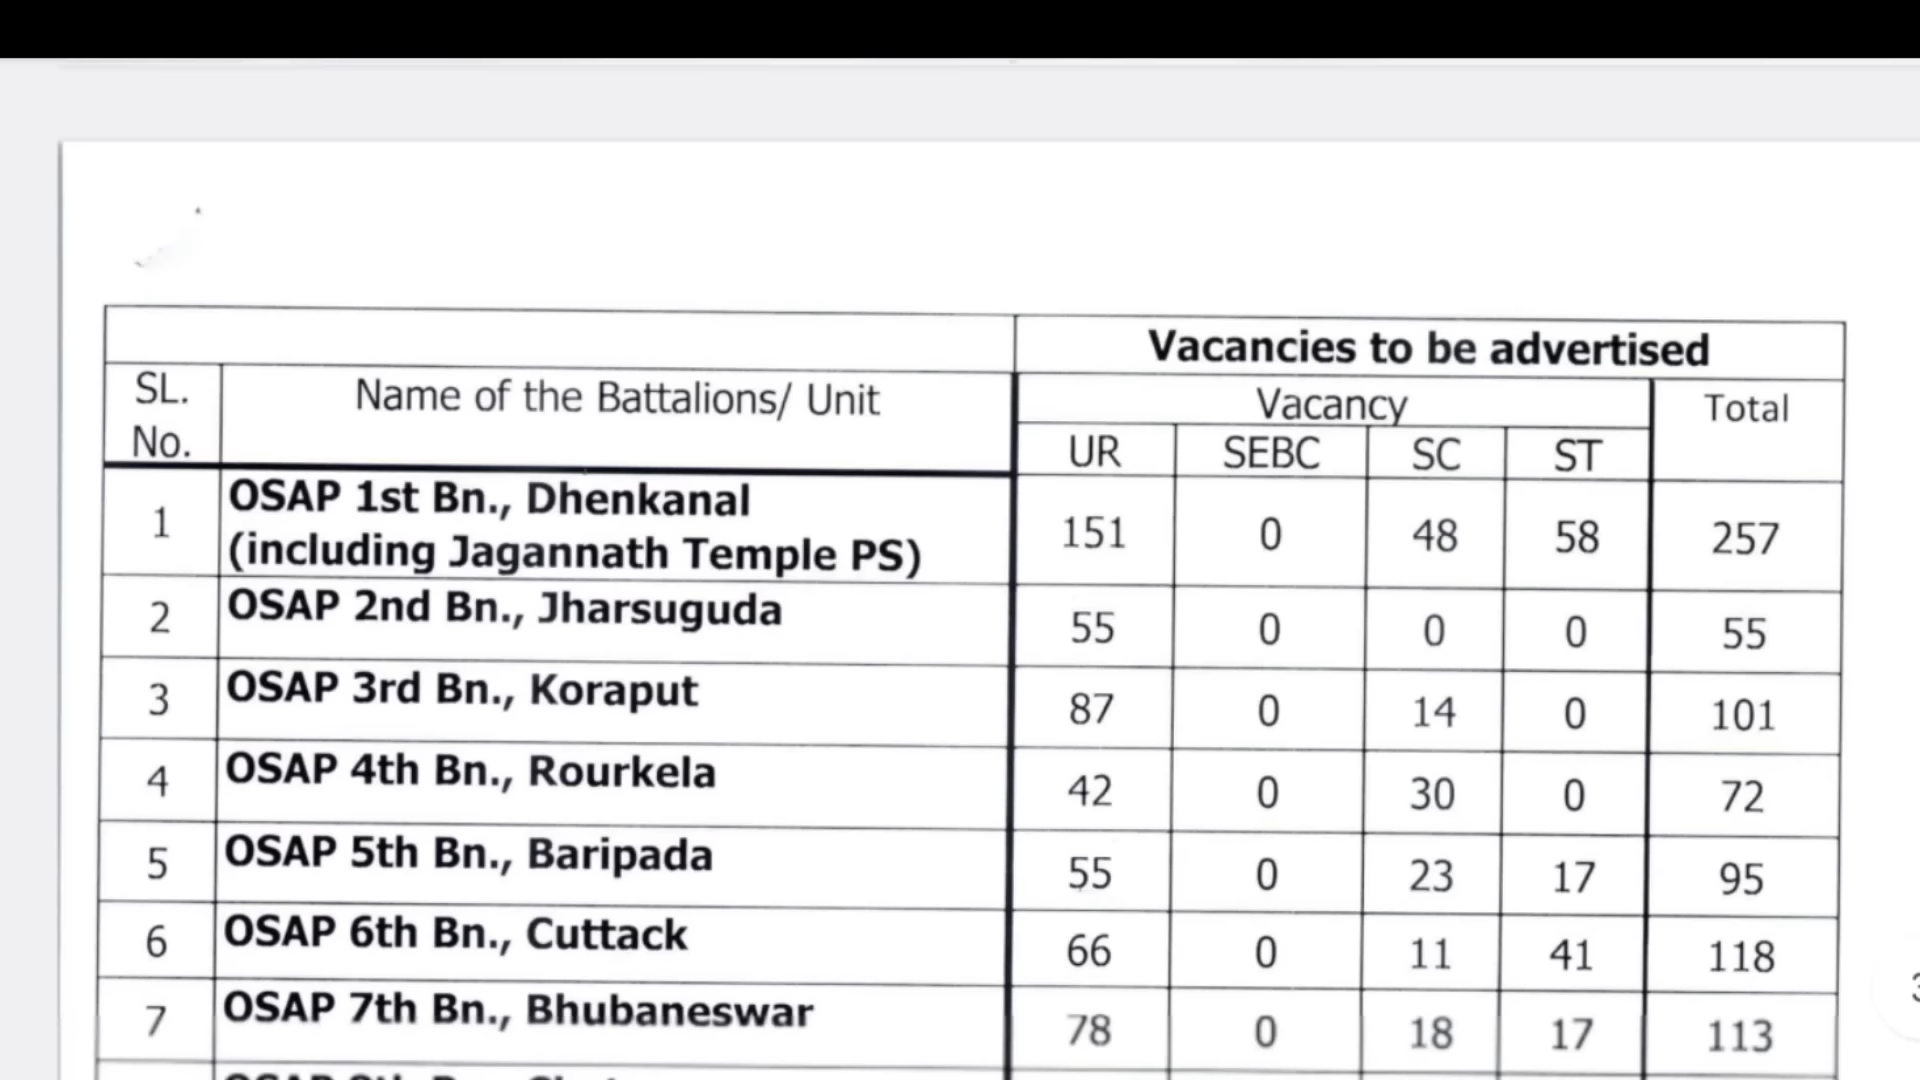 Vacancies to be advertised
SL. No. Name of the Battalions/ Unit Vacancy Total
UR SEBC SC ST
1 OSAP 1st Bn., Dhenkanal (including Jagannath Temple PS) 151 0 48 58 257
2 OSAP 2nd Bn., Jharsuguda 55 0 0 0 55
3 OSAP 3rd Bn., Koraput 87 0 14 0 101
4 OSAP 4th Bn., Rourkela 42 0 30 0 72
5 OSAP 5th Bn., Baripada 55 0 23 17 95
6 OSAP 6th Bn., Cuttack 66 0 11 41 118
7 OSAP 7th Bn., Bhubaneswar 78 0 18 17 113